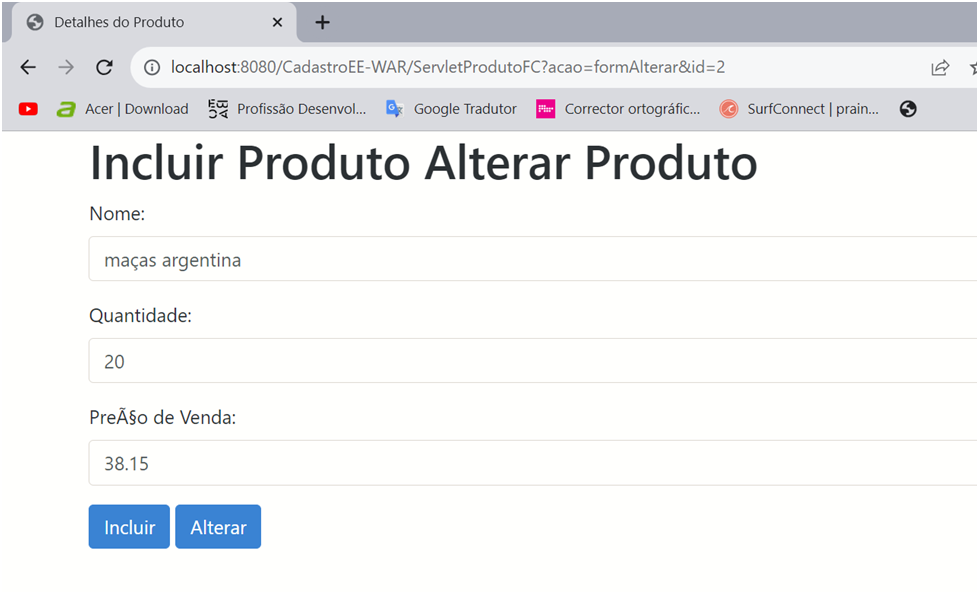 Detalhes do Produto
localhost:8080/CadastroEE-WAR/ServletProdutoFC?acao=formAlterar&id=2
Acer | Download Profissão Desenvol... Google Tradutor Corrector ortográfic... SurfConnect | prain...
Incluir Produto Alterar Produto
Nome:
maças argentina
Quantidade:
20
PreÃ§o de Venda:
38.15
Incluir Alterar